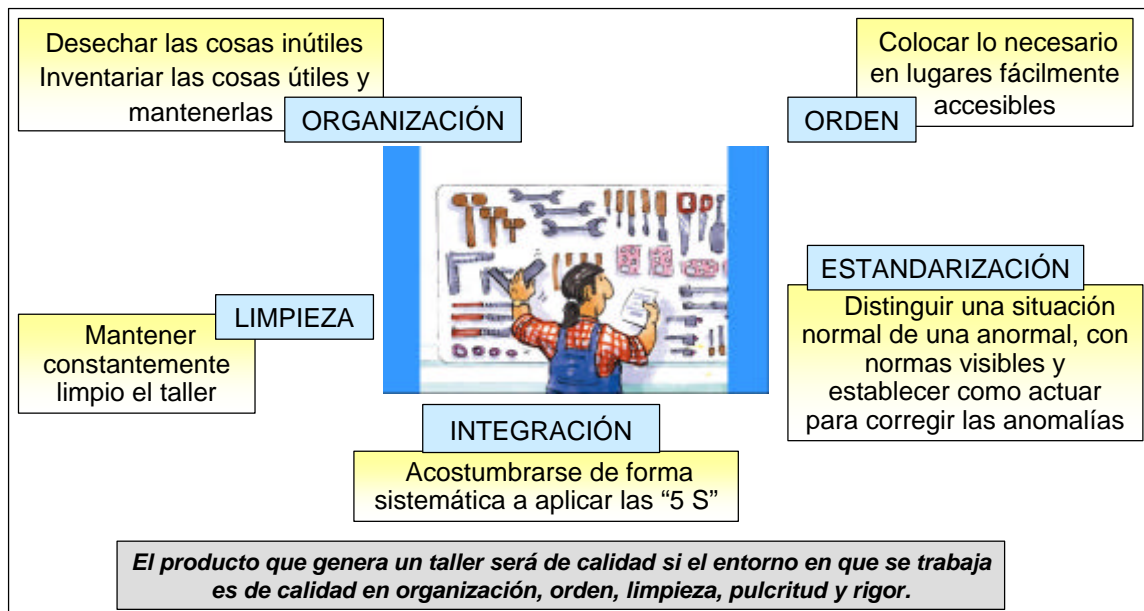 Desechar las cosas inútiles
Inventariar las cosas útiles y
mantenerlas
ORGANIZACIÓN
Colocar lo necesario
en lugares fácilmente
accesibles
ORDEN
LIMPIEZA
Mantener
constantemente
limpio el taller
ESTANDARIZACIÓN
Distinguir una situación
normal de una anormal, con
normas visibles y
establecer como actuar
para corregir las anomalías
INTEGRACIÓN
Acostumbrarse de forma
sistemática a aplicar las “5 S”
El producto que genera un taller será de calidad si el entorno en que se trabaja
es de calidad en organización, orden, limpieza, pulcritud y rigor.